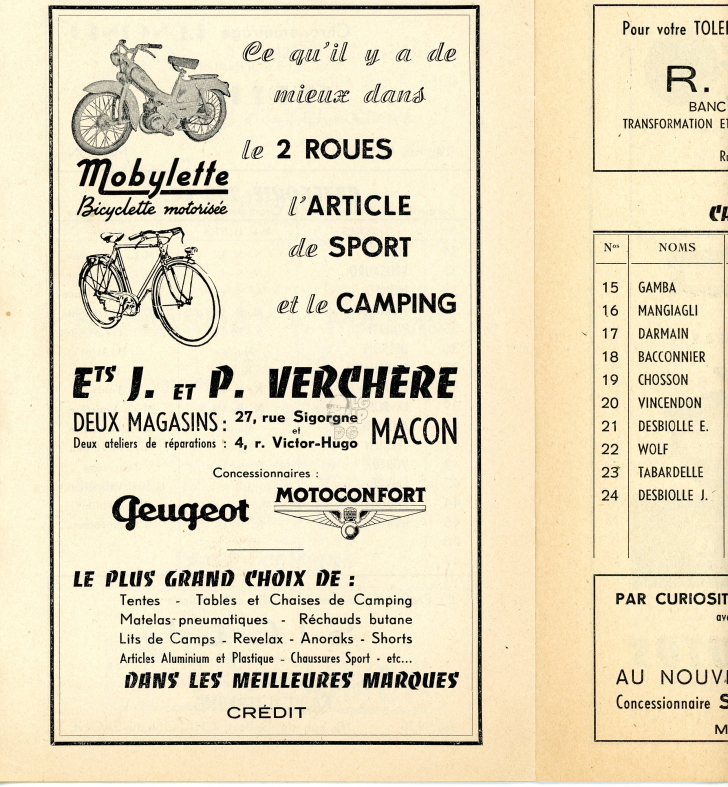 Ce qu'il y a de
mieux dans
le 2 ROUES
Mobylette
Bicyclette motorisée
l'ARTICLE
de SPORT
et le CAMPING
Ets J. ET P. VERCHÈRE
DEUX MAGASINS : 27, rue Sigorgne
et
Deux ateliers de réparations : 4, r. Victor-Hugo
MACON
Concessionnaires :
Peugeot
MOTOCONFORT
LE PLUS GRAND CHOIX DE :
Tentes - Tables et Chaises de Camping
Matelas pneumatiques - Réchauds butane
Lits de Camps - Revelax - Anoraks - Shorts
Articles Aluminium et Plastique - Chaussures Sport - etc...
DANS LES MEILLEURES MARQUES
CRÉDIT
Pour votre
R.
BANC
TRANSFORMATION
Nos NOMS
15 GAMBA
16 MANGIAGLI
17 DARMAIN
18 BACCONNIER
19 CHOSSON
20 VINCENDON
21 DESBIOLLE E.
22 WOLF
23 TABARDELLE
24 DESBIOLLE J.
PAR
AU
Concessionnaire